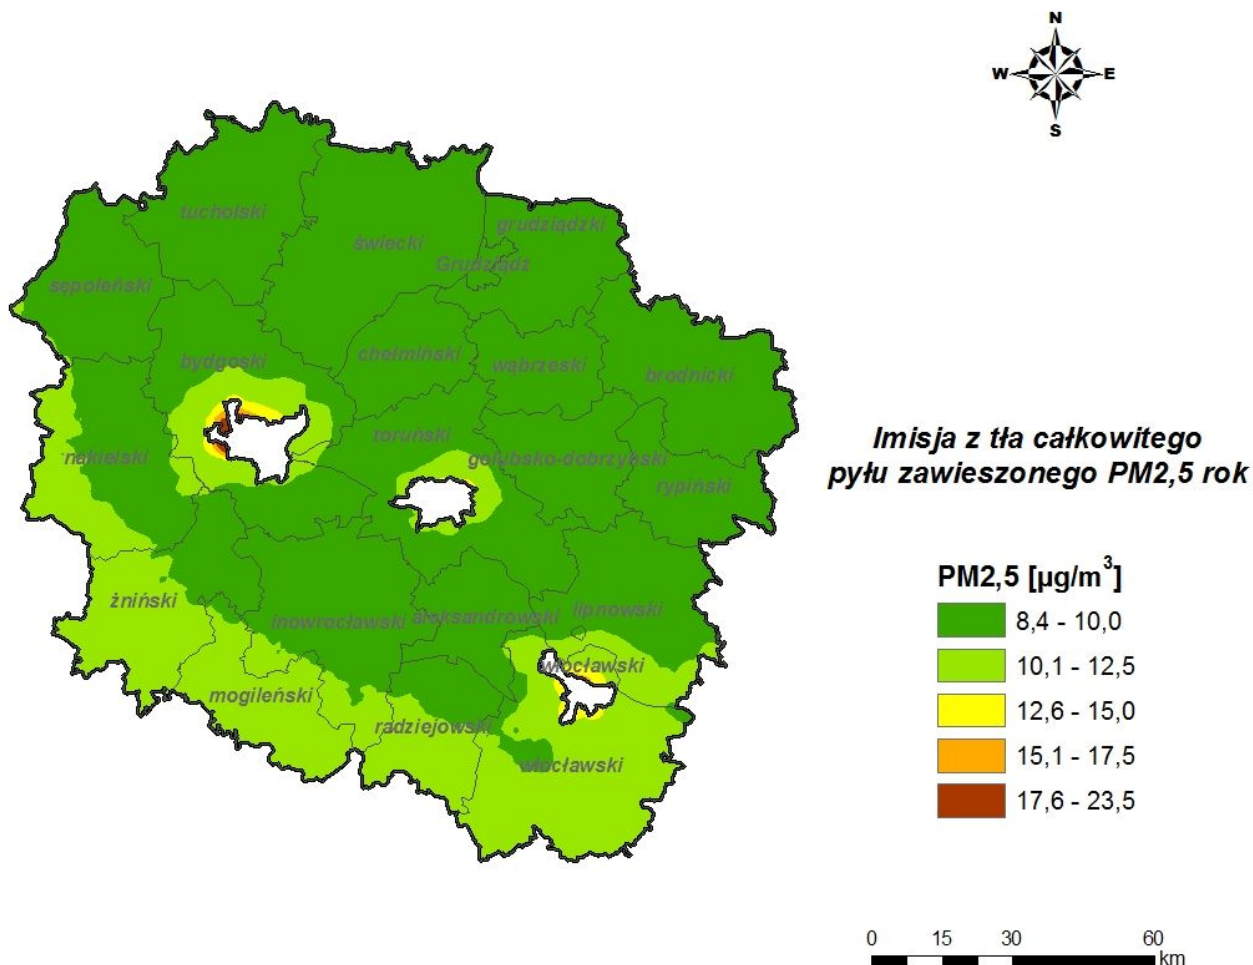 N
W E
S
tucholski
grudziądzki
świecki
Grudziądz
sępoleński
chełmiński
bydgoski
wąbrzeski
brodnicki
toruński
nakielski
golubsko-dobrzyński
rypiński
żniński
inowrocławski
aleksandrowski
lipnowski
włocławski
mogileński
radziejowski
włocławski
Imisja z tła całkowitego
pyłu zawieszonego PM2,5 rok
PM2,5 [µg/m³]
8,4 - 10,0
10,1 - 12,5
12,6 - 15,0
15,1 - 17,5
17,6 - 23,5
0 15 30 60
km